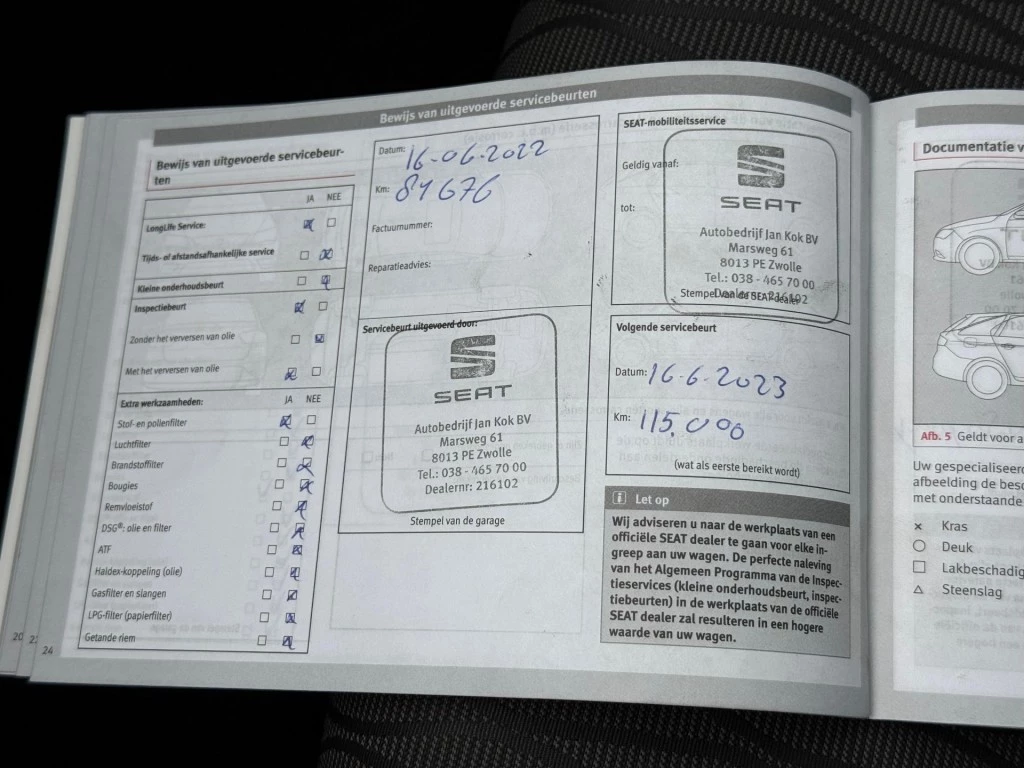 Bewijs van uitgevoerde servicebeurten
Bewijs van uitgevoerde servicebeur-
ten
JA NEE
LongLife Service:
Tijds- of afstandsafhankelijke service
Kleine onderhoudsbeurt
Inspectiebeurt
Zonder het verversen van olie
Met het verversen van olie
Extra werkzaamheden: JA NEE
Stof- en pollenfilter
Luchtfilter
Brandstoffilter
Bougies
Remvloeistof
DSG®: olie en filter
ATF
Haldex-koppeling (olie)
Gasfilter en slangen
LPG-filter (papierfilter)
Getande riem
Datum: 16-06-2022
Km: 84676
Factuurnummer:
Reparatieadvies:
Servicebeurt uitgevoerd door:
SEAT
Autobedrijf Jan Kok BV
Marsweg 61
8013 PE Zwolle
Tel.: 038 - 465 70 00
Dealernr: 216102
Stempel van de garage
SEAT-mobiliteitsservice
Geldig vanaf:
tot:
SEAT
Autobedrijf Jan Kok BV
Marsweg 61
8013 PE Zwolle
Tel.: 038 - 465 70 00
Dealernr: 216102
Stempel van de SEAT-dealer
Volgende servicebeurt
Datum: 16-6-2023
Km: 115.000
(wat als eerste bereikt wordt)
i Let op
Wij adviseren u naar de werkplaats van een
officiële SEAT dealer te gaan voor elke in-
greep aan uw wagen. De perfecte naleving
van het Algemeen Programma van de Inspec-
tieservices (kleine onderhoudsbeurt, inspec-
tiebeurten) in de werkplaats van de officiële
SEAT dealer zal resulteren in een hogere
waarde van uw wagen.
20
24
Documentatie v
Afb. 5 Geldt voor a
Uw gespecialiseerd
afbeelding de besc
met onderstaande
Kras
Deuk
Lakbeschadig
Steenslag